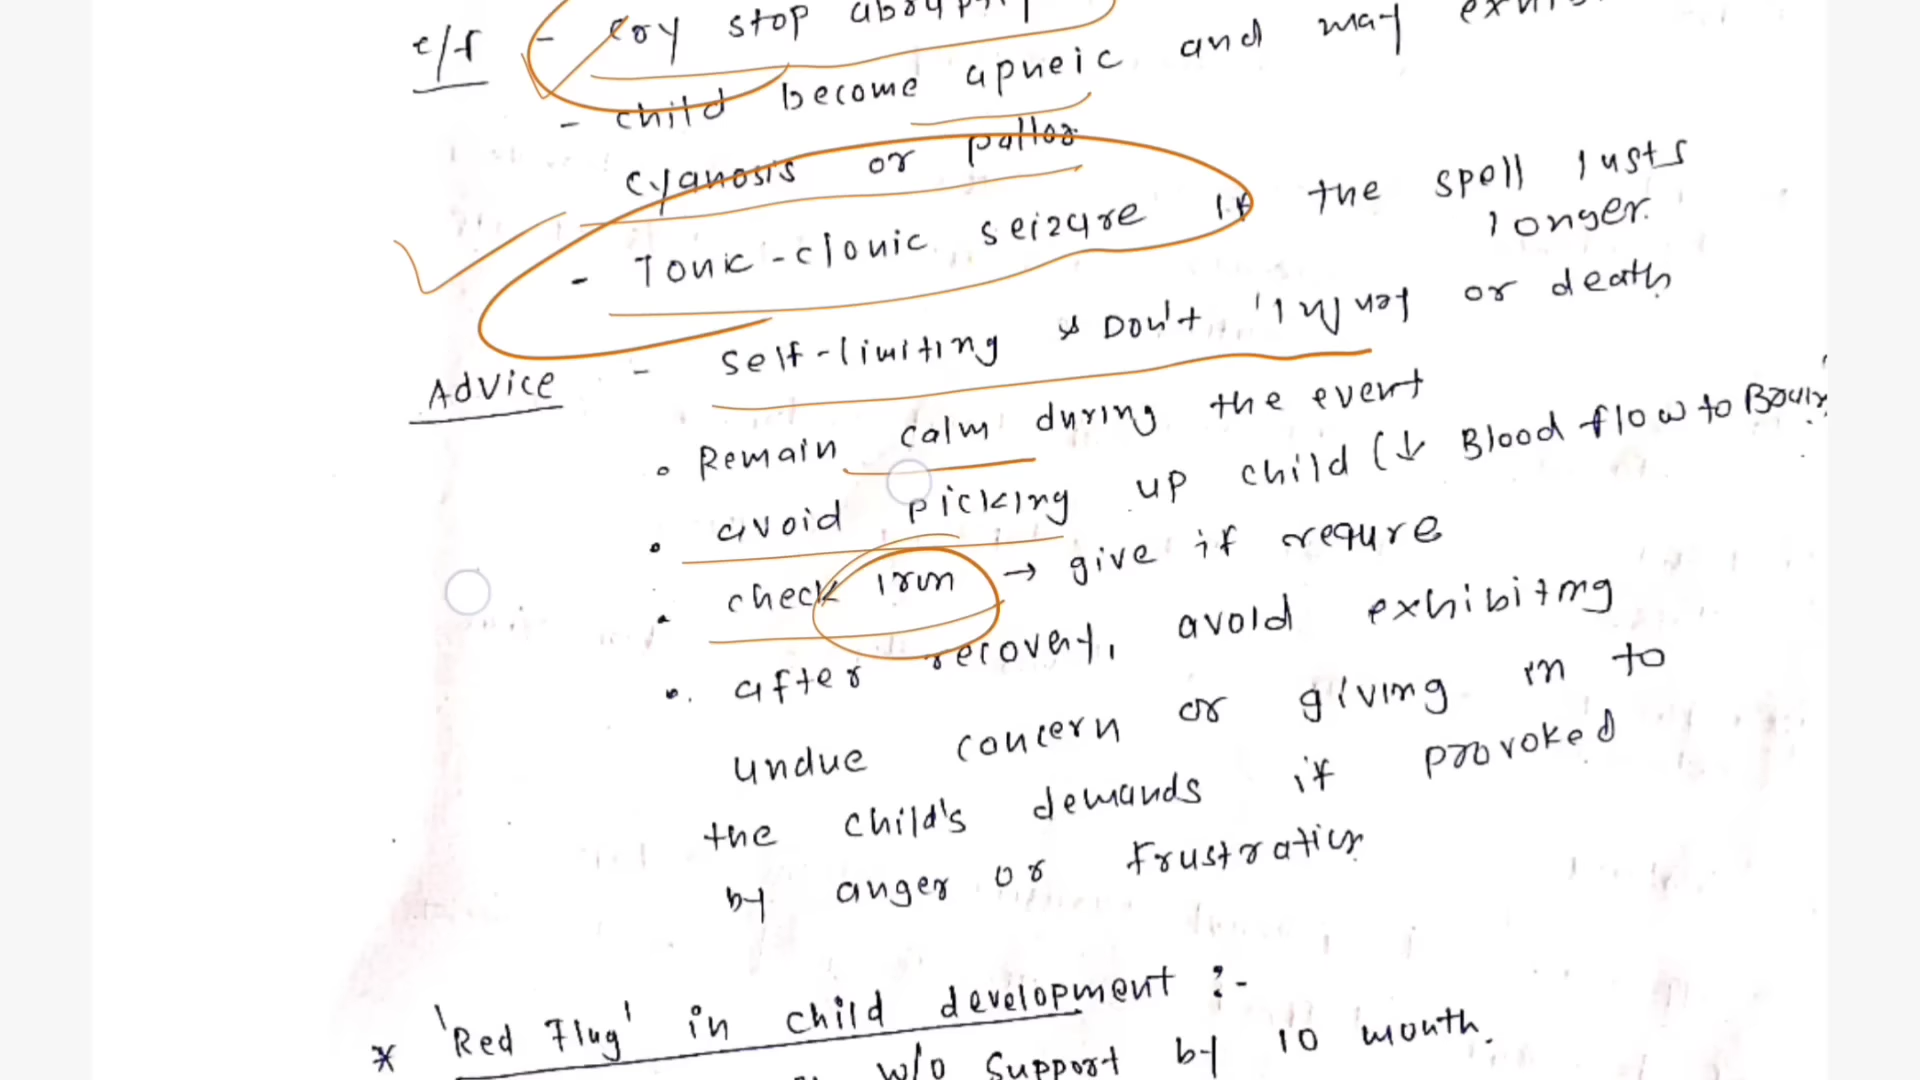 c/f - cry stop abrupt
- child become apneic and may
cyanosis or pallor
- Tonic-clonic seizure if the spell lasts longer.
Advice - Self-limiting & Don't injury or death
• Remain calm during the event
• avoid picking up child (↓ Blood flow to Brain
• check iron → give if requre
• after recovery, avoid exhibiting
undue concern or giving in to
the child's demands if provoked
by anger or frustration
* 'Red Flag' in child development :-
w/o support by 10 month.